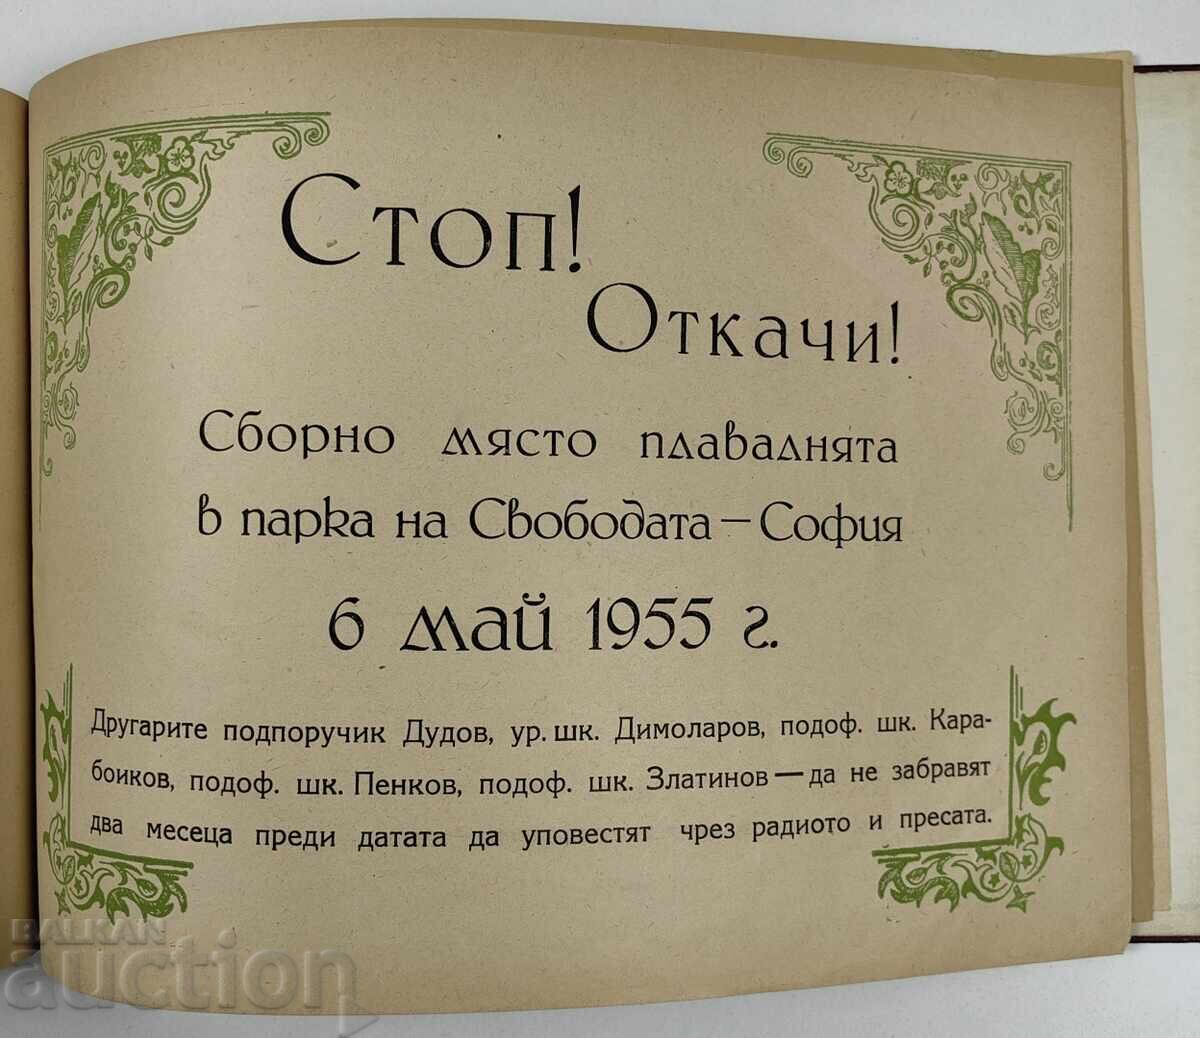 Стоп!
Откачи!
Сборно място плавалнята
в парка на Свободата — София
6 май 1955 г.
Другарите подпоручик Дудов, ур. шк. Димоларов, подоф. шк. Кара-
боиков, подоф. шк. Пенков, подоф. шк. Златинов — да не забравят
два месеца преди датата да уповестят чрез радиото и пресата.
BALKAN
auction